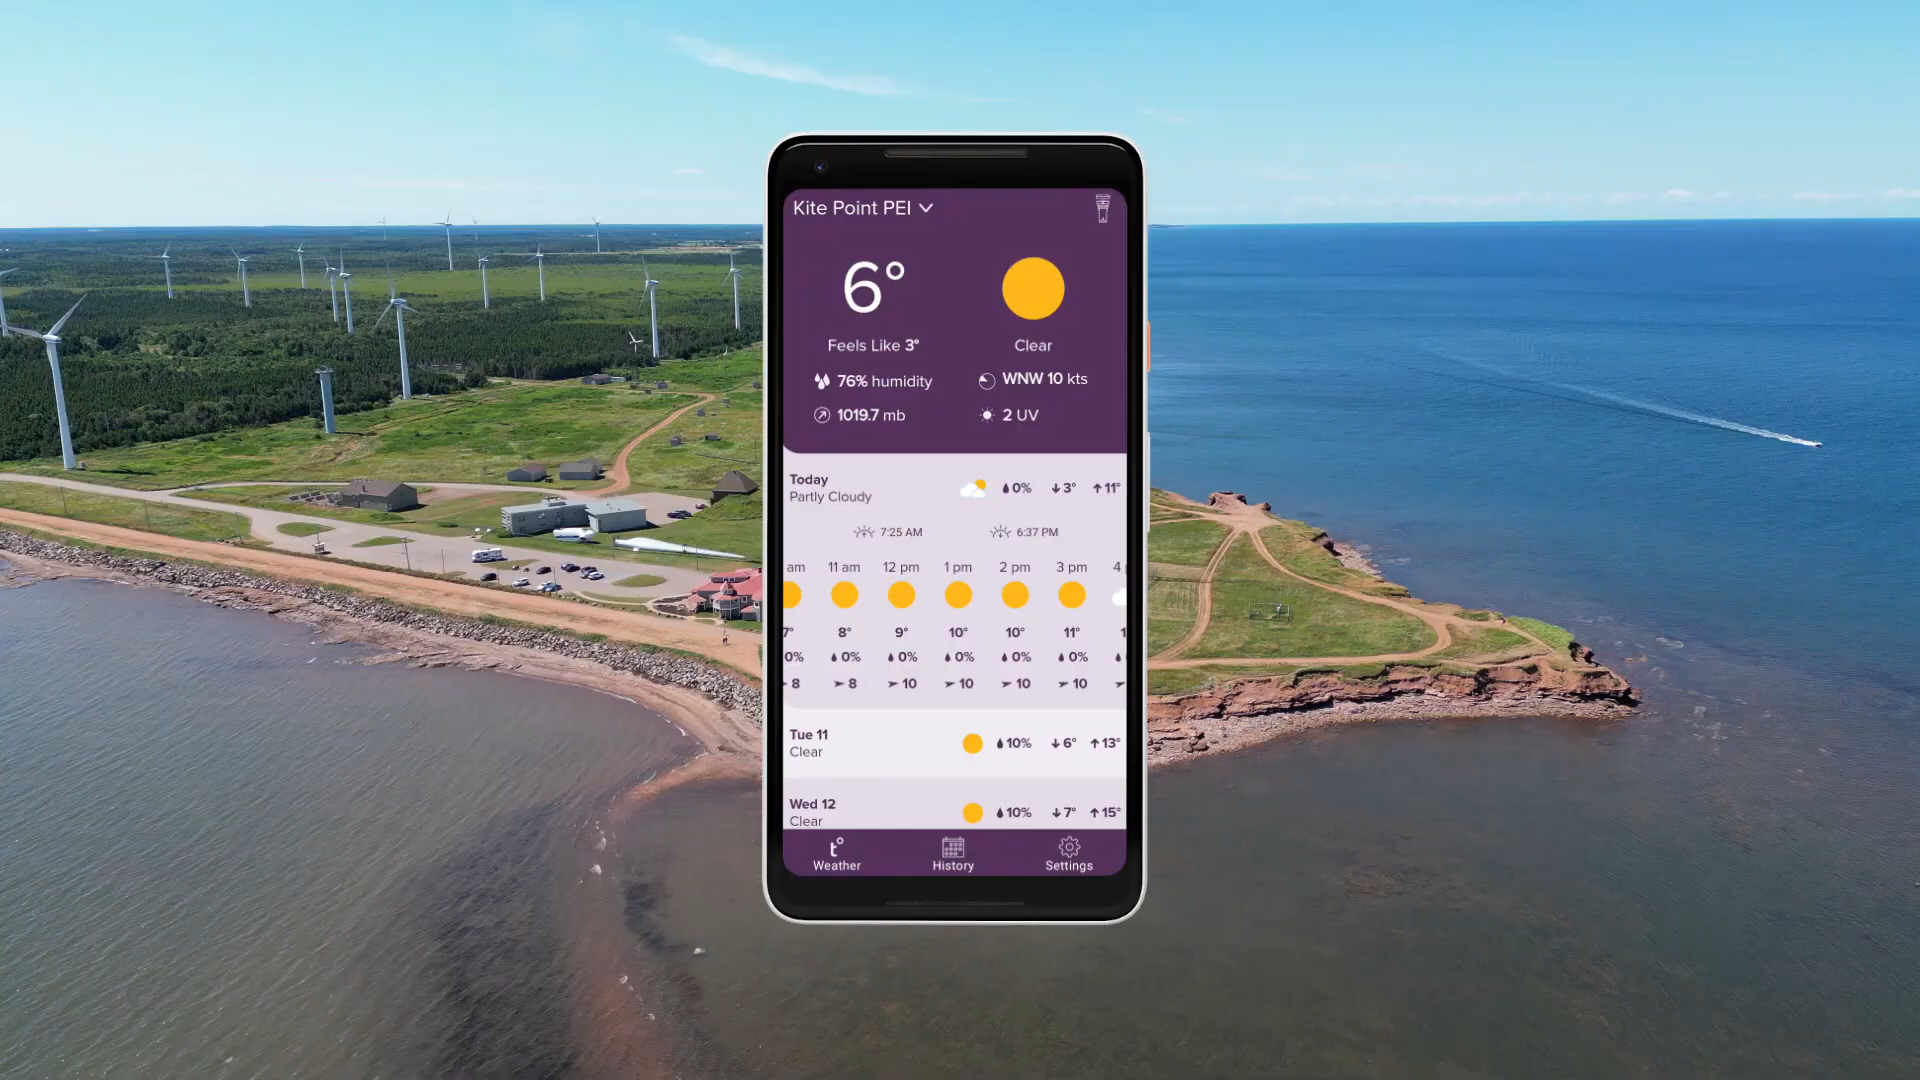 Kite Point PEI
6°
Feels Like 3°
Clear
76% humidity
WNW 10 kts
1019.7 mb
2 UV
Today
Partly Cloudy
0% 3° 11°
7:25 AM 6:37 PM
am 11 am 12 pm 1 pm 2 pm 3 pm 4
7° 8° 9° 10° 10° 11° 1
0% 0% 0% 0% 0% 0%
8 8 10 10 10 10
Tue 11
Clear
10% 6° 13°
Wed 12
Clear
10% 7° 15°
t°
Weather History Settings